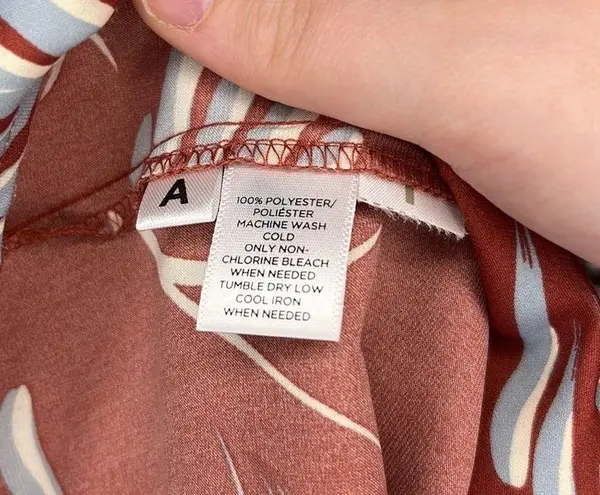 A
100% POLYESTER/
POLIÉSTER
MACHINE WASH
COLD
ONLY NON-
CHLORINE BLEACH
WHEN NEEDED
TUMBLE DRY LOW
COOL IRON
WHEN NEEDED